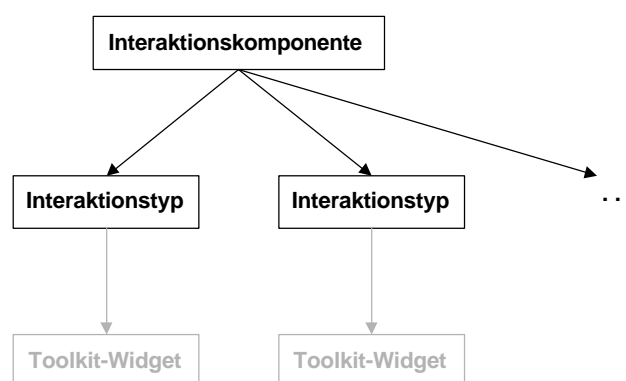 Interaktionskomponente
Interaktionstyp Interaktionstyp . .
Toolkit-Widget Toolkit-Widget